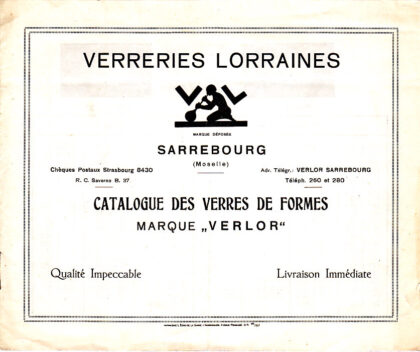 VERRERIES LORRAINES
VL
MARQUE DÉPOSÉE
SARREBOURG
(Moselle)
Chèques Postaux Strasbourg 8430
R. C. Saverne B. 37
Adr. Télégr.: VERLOR SARREBOURG
Téléph. 260 et 280
CATALOGUE DES VERRES DE FORMES
MARQUE „VERLOR“
Qualité Impeccable
Livraison Immédiate